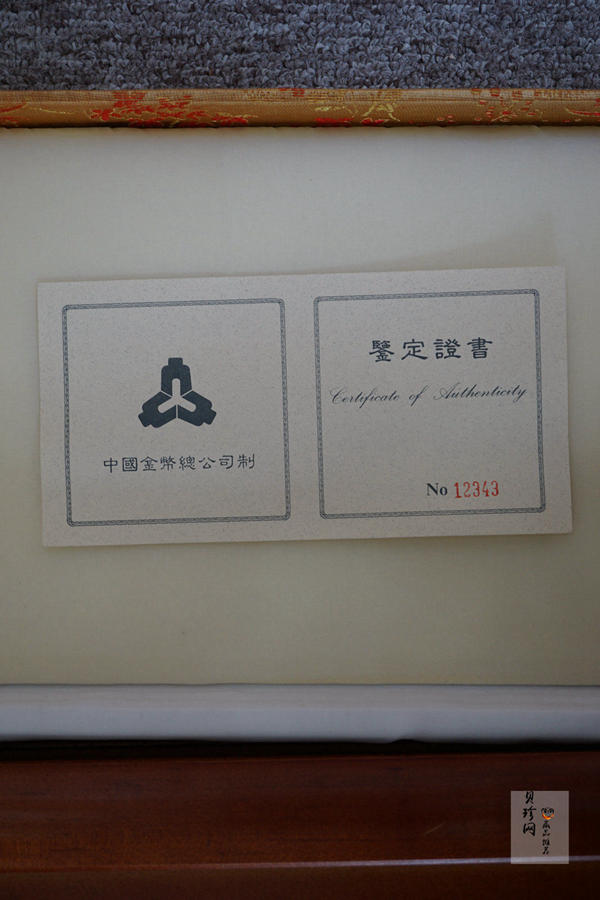 中國金幣總公司制
鑒定證書
Certificate of Authenticity
No 12343
贝珍网